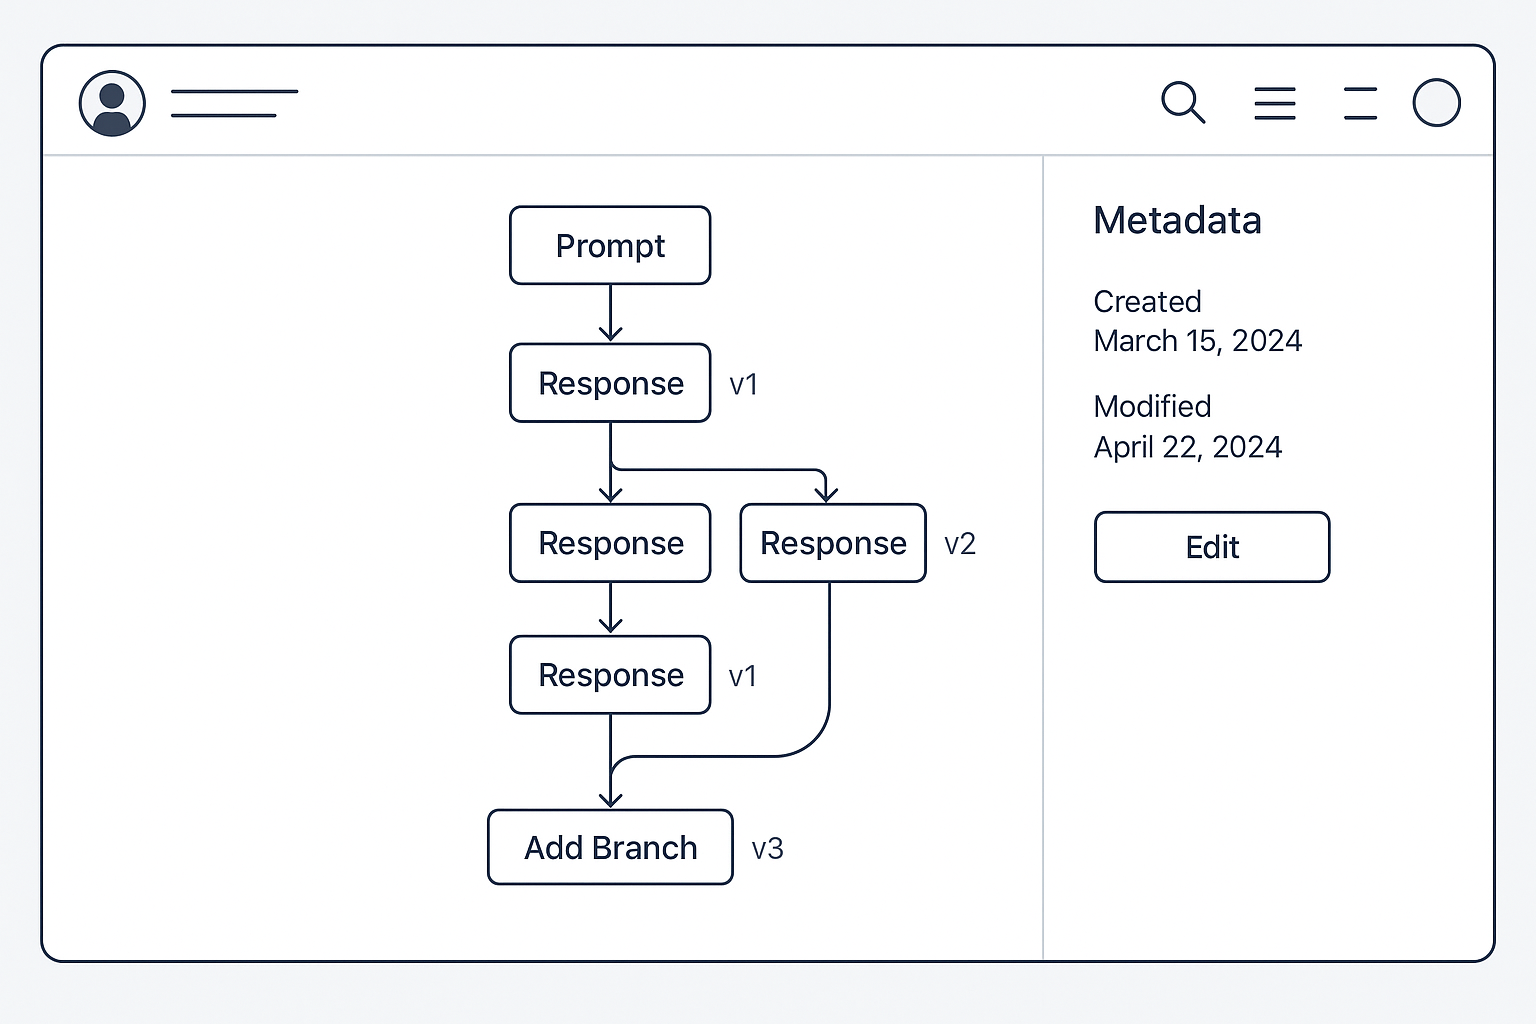 Prompt
Response v1
Response Response v2
Response v1
Add Branch v3
Metadata
Created
March 15, 2024
Modified
April 22, 2024
Edit